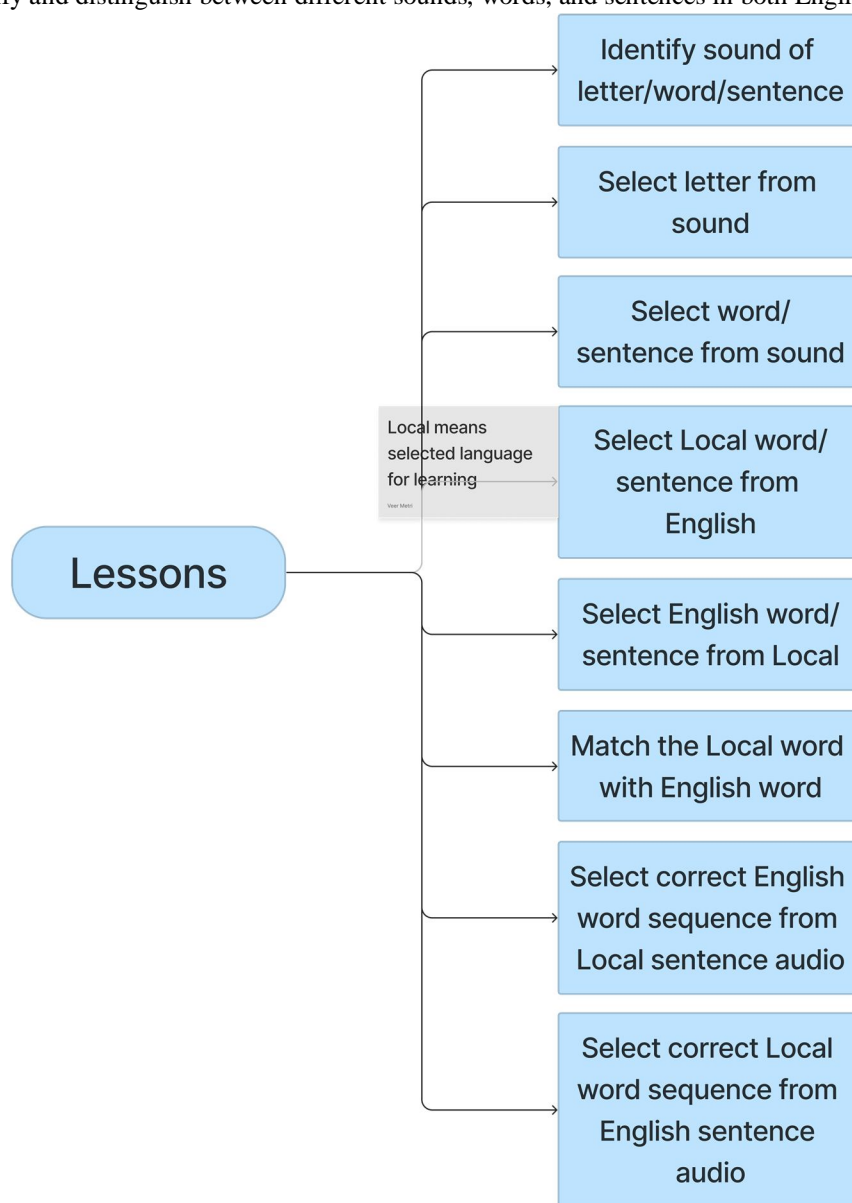 fy and distinguish between different sounds, words, and sentences in both Engli
Identify sound of
letter/word/sentence
Select letter from
sound
Select word/
sentence from sound
Local means
selected language
for learning
Veer Metri
Select Local word/
sentence from
English
Lessons
Select English word/
sentence from Local
Match the Local word
with English word
Select correct English
word sequence from
Local sentence audio
Select correct Local
word sequence from
English sentence
audio